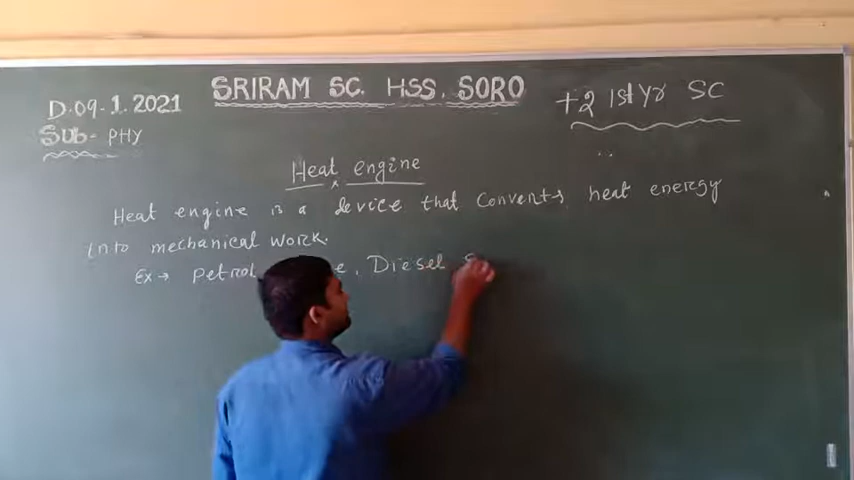 D.09.1.2021
SRIRAM SC. HSS. SORO
+2 1st Yr SC
Sub- PHY
Heat engine
Heat engine is a device that Converts heat energy
into mechanical work.
Ex → petrol , Diesel